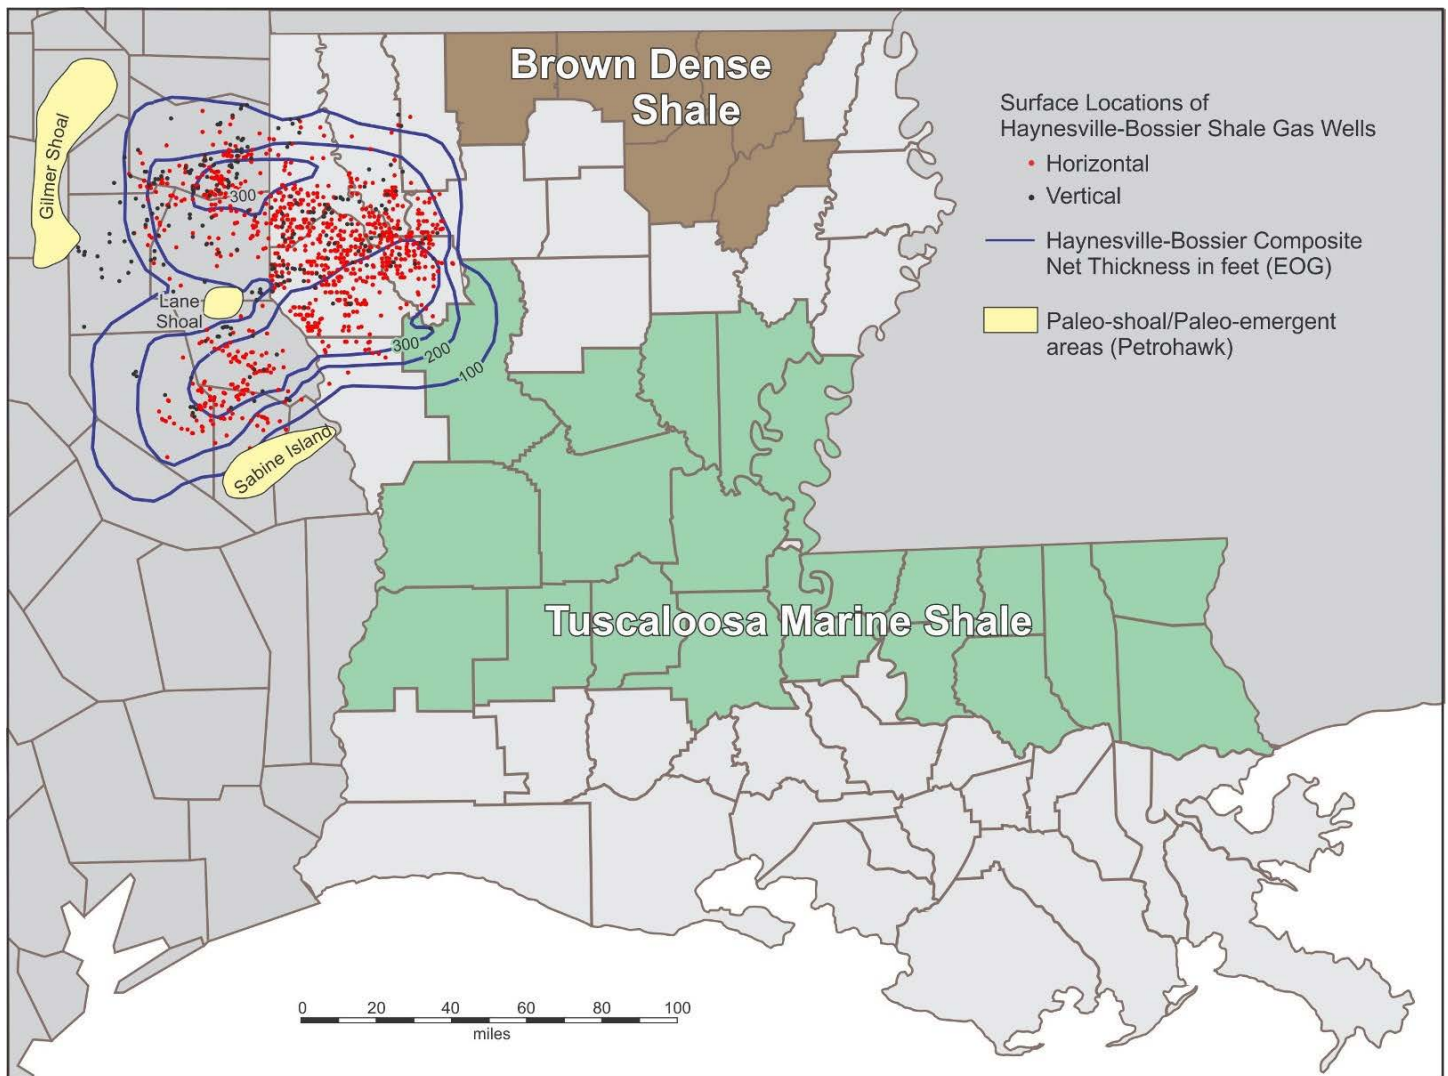 Brown Dense
Shale
Surface Locations of
Haynesville-Bossier Shale Gas Wells
Horizontal
Vertical
Haynesville-Bossier Composite
Net Thickness in feet (EOG)
Paleo-shoal/Paleo-emergent
areas (Petrohawk)
Gilmer Shoal
300
Lane
Shoal
300
200
100
Sabine Island
Tuscaloosa Marine Shale
0 20 40 60 80 100
miles